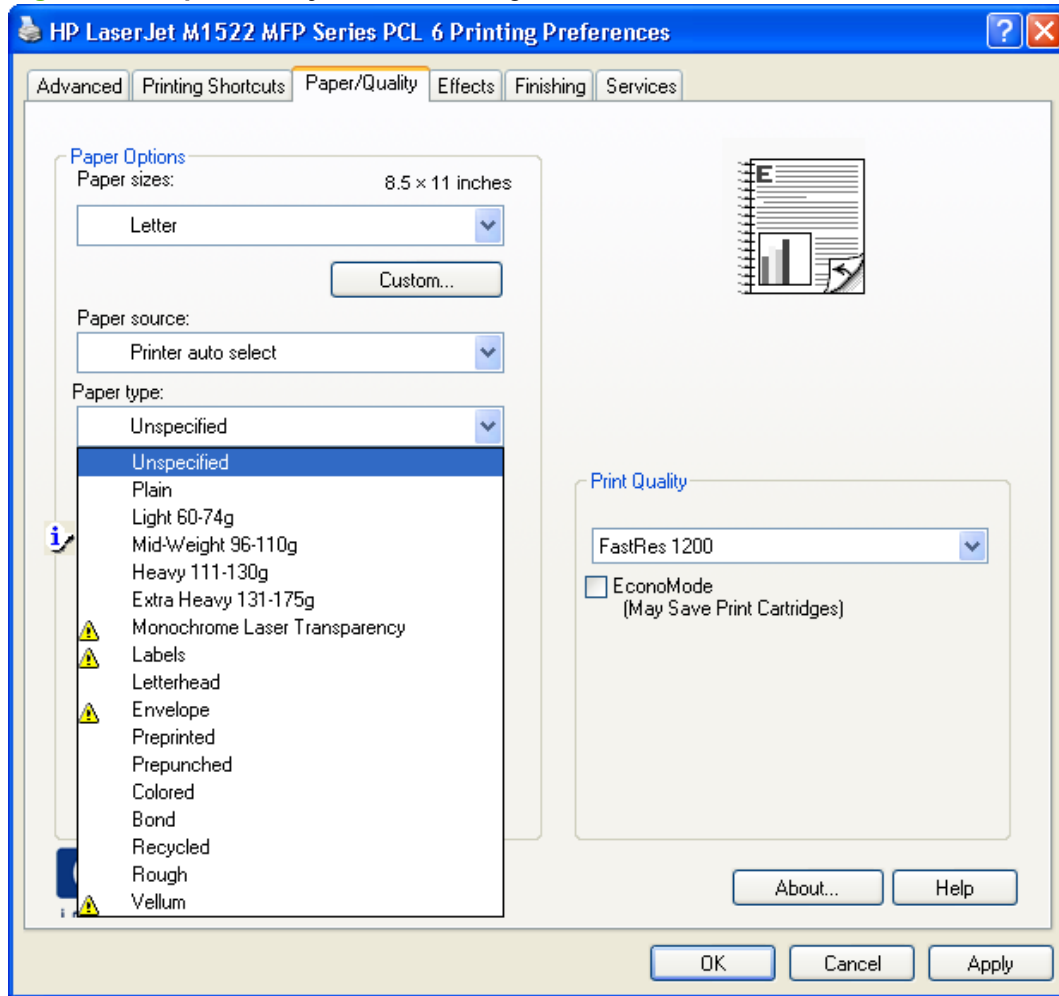 HP LaserJet M1522 MFP Series PCL 6 Printing Preferences
Advanced Printing Shortcuts Paper/Quality Effects Finishing Services
Paper Options
Paper sizes: 8.5 × 11 inches
Letter
Custom...
Paper source:
Printer auto select
Paper type:
Unspecified
Unspecified
Plain
Light 60-74g
Mid-Weight 96-110g
Heavy 111-130g
Extra Heavy 131-175g
Monochrome Laser Transparency
Labels
Letterhead
Envelope
Preprinted
Prepunched
Colored
Bond
Recycled
Rough
Vellum
E
Print Quality
FastRes 1200
EconoMode
(May Save Print Cartridges)
About... Help
OK Cancel Apply